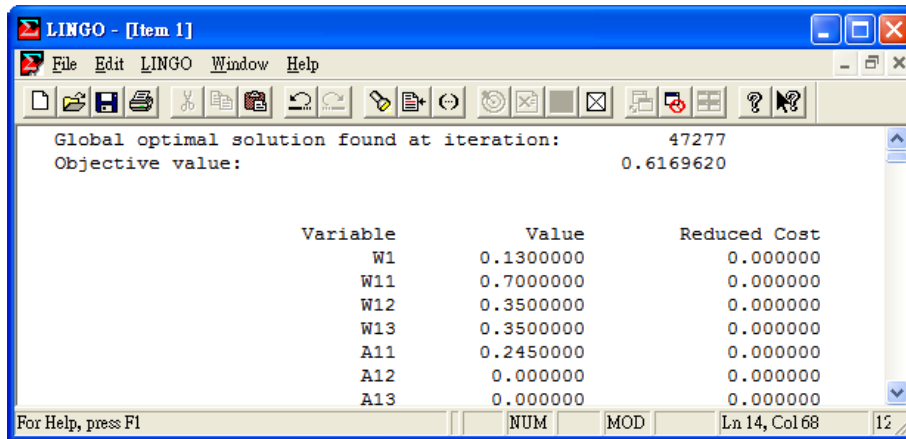 LINGO - [Item 1]
File Edit LINGO Window Help
Global optimal solution found at iteration: 47277
Objective value: 0.6169620
Variable Value Reduced Cost
W1 0.1300000 0.000000
W11 0.7000000 0.000000
W12 0.3500000 0.000000
W13 0.3500000 0.000000
A11 0.2450000 0.000000
A12 0.000000 0.000000
A13 0.000000 0.000000
For Help, press F1 NUM MOD Ln 14, Col 68 12